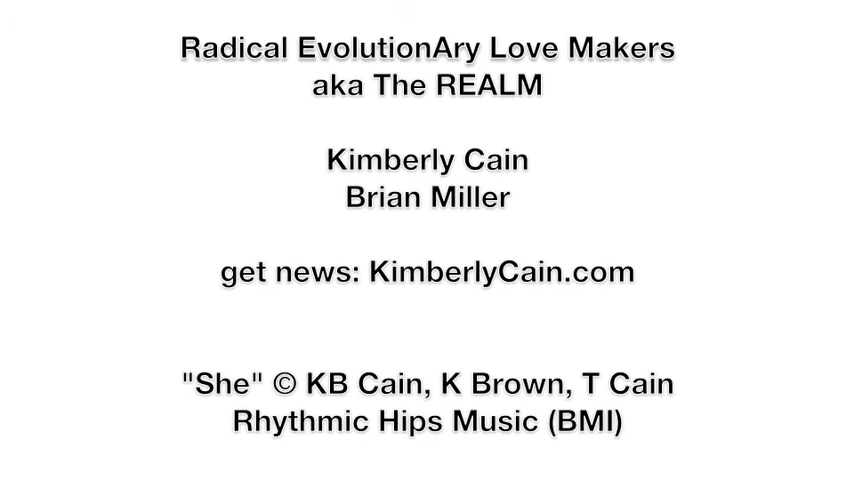 Radical EvolutionAry Love Makers
aka The REALM
Kimberly Cain
Brian Miller
get news: KimberlyCain.com
"She" © KB Cain, K Brown, T Cain
Rhythmic Hips Music (BMI)